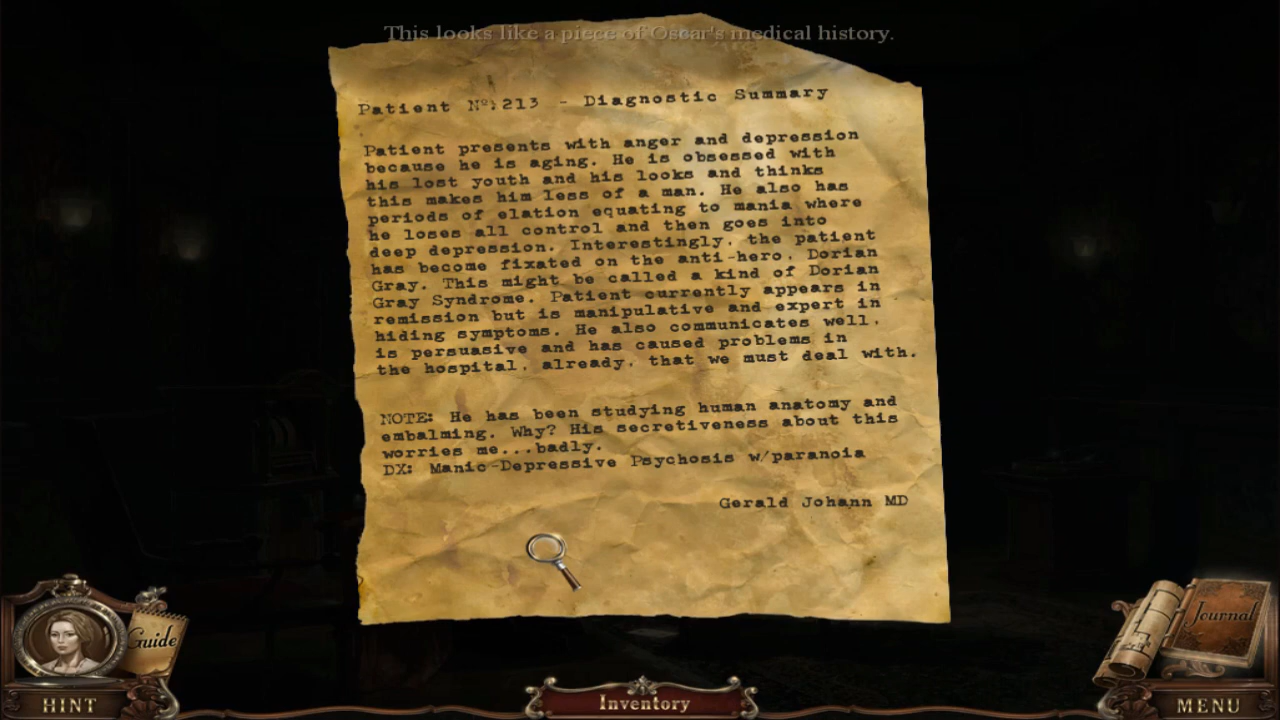 This looks like a piece of Oscar's medical history.
Patient Nº:213 - Diagnostic Summary
Patient presents with anger and depression
because he is aging. He is obsessed with
his lost youth and his looks and thinks
this makes him less of a man. He also has
periods of elation equating to mania where
he loses all control and then goes into
deep depression. Interestingly, the patient
has become fixated on the anti-hero, Dorian
Gray. This might be called a kind of Dorian
Gray Syndrome. Patient currently appears in
remission but is manipulative and expert in
hiding symptoms. He also communicates well,
is persuasive and has caused problems in
the hospital, already, that we must deal with.
NOTE: He has been studying human anatomy and
embalming. Why? His secretiveness about this
worries me...badly.
DX: Manic-Depressive Psychosis w/paranoia
Gerald Johann MD
Guide
HINT
Inventory
Journal
MENU